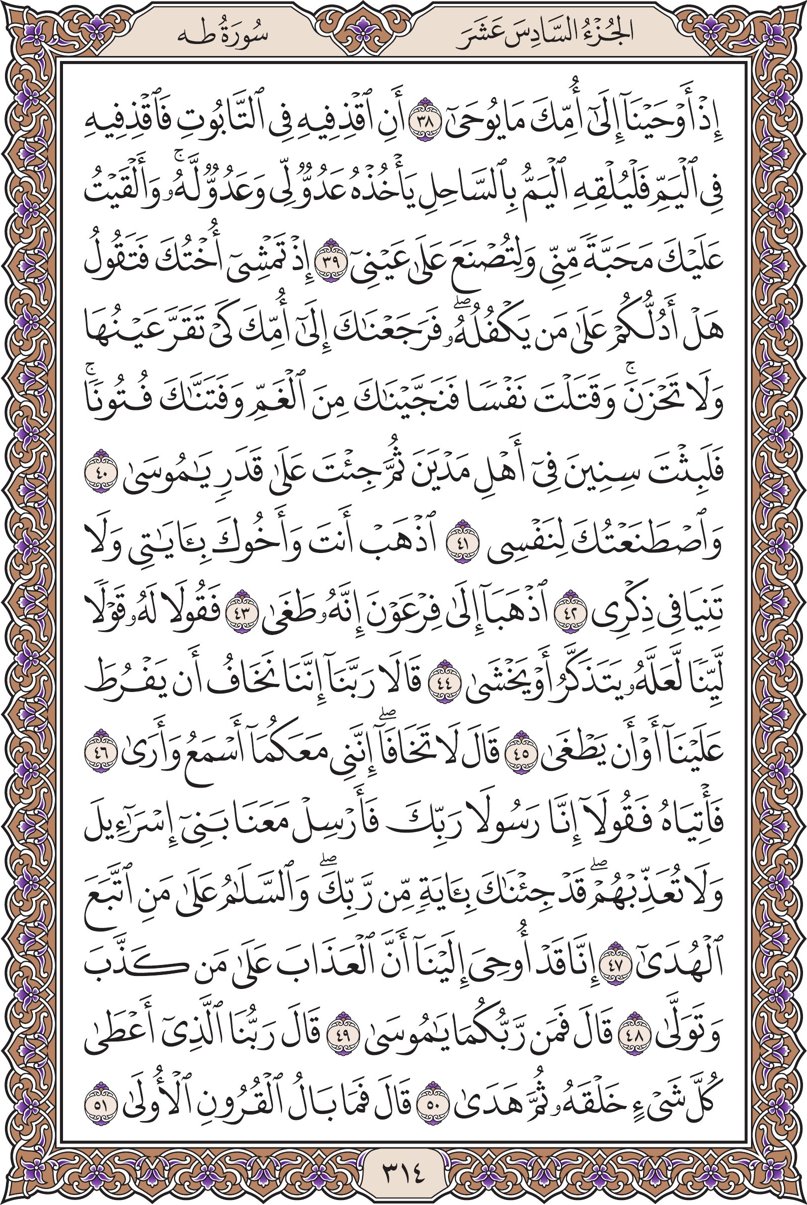 الجُزْءُ السَّادِسَ عَشَرَ
سُورَةُ طه
إِذۡ أَوۡحَيۡنَآ إِلَىٰٓ أُمِّكَ مَا يُوحَىٰٓ ٣٨ أَنِ ٱقۡذِفِيهِ فِي ٱلتَّابُوتِ فَٱقۡذِفِيهِ
فِي ٱلۡيَمِّ فَلۡيُلۡقِهِ ٱلۡيَمُّ بِٱلسَّاحِلِ يَأۡخُذۡهُ عَدُوّٞ لِّي وَعَدُوّٞ لَّهُۥۚ وَأَلۡقَيۡتُ
عَلَيۡكَ مَحَبَّةٗ مِّنِّي وَلِتُصۡنَعَ عَلَىٰ عَيۡنِيٓ ٣٩ إِذۡ تَمۡشِيٓ أُخۡتُكَ فَتَقُولُ
هَلۡ أَدُلُّكُمۡ عَلَىٰ مَن يَكۡفُلُهُۥۖ فَرَجَعۡنَٰكَ إِلَىٰٓ أُمِّكَ كَيۡ تَقَرَّ عَيۡنُهَا
وَلَا تَحۡزَنَۚ وَقَتَلۡتَ نَفۡسٗا فَنَجَّيۡنَٰكَ مِنَ ٱلۡغَمِّ وَفَتَنَّٰكَ فُتُونٗاۚ
فَلَبِثۡتَ سِنِينَ فِيٓ أَهۡلِ مَدۡيَنَ ثُمَّ جِئۡتَ عَلَىٰ قَدَرٖ يَٰمُوسَىٰ ٤٠
وَٱصۡطَنَعۡتُكَ لِنَفۡسِي ٤١ ٱذۡهَبۡ أَنتَ وَأَخُوكَ بِـَٔايَٰتِي وَلَا
تَنِيَا فِي ذِكۡرِي ٤٢ ٱذۡهَبَآ إِلَىٰ فِرۡعَوۡنَ إِنَّهُۥ طَغَىٰ ٤٣ فَقُولَا لَهُۥ قَوۡلٗا
لَّيِّنٗا لَّعَلَّهُۥ يَتَذَكَّرُ أَوۡ يَخۡشَىٰ ٤٤ قَالَا رَبَّنَآ إِنَّنَا نَخَافُ أَن يَفۡرُطَ
عَلَيۡنَآ أَوۡ أَن يَطۡغَىٰ ٤٥ قَالَ لَا تَخَافَآۖ إِنَّنِي مَعَكُمَآ أَسۡمَعُ وَأَرَىٰ ٤٦
فَأۡتِيَاهُ فَقُولَآ إِنَّا رَسُولَا رَبِّكَ فَأَرۡسِلۡ مَعَنَا بَنِيٓ إِسۡرَٰٓءِيلَ
وَلَا تُعَذِّبۡهُمۡۖ قَدۡ جِئۡنَٰكَ بِـَٔايَةٖ مِّن رَّبِّكَۖ وَٱلسَّلَٰمُ عَلَىٰ مَنِ ٱتَّبَعَ
ٱلۡهُدَىٰٓ ٤٧ إِنَّا قَدۡ أُوحِيَ إِلَيۡنَآ أَنَّ ٱلۡعَذَابَ عَلَىٰ مَن كَذَّبَ
وَتَوَلَّىٰ ٤٨ قَالَ فَمَن رَّبُّكُمَا يَٰمُوسَىٰ ٤٩ قَالَ رَبُّنَا ٱلَّذِيٓ أَعۡطَىٰ
كُلَّ شَيۡءٍ خَلۡقَهُۥ ثُمَّ هَدَىٰ ٥٠ قَالَ فَمَا بَالُ ٱلۡقُرُونِ ٱلۡأُولَىٰ ٥١
٣١٤